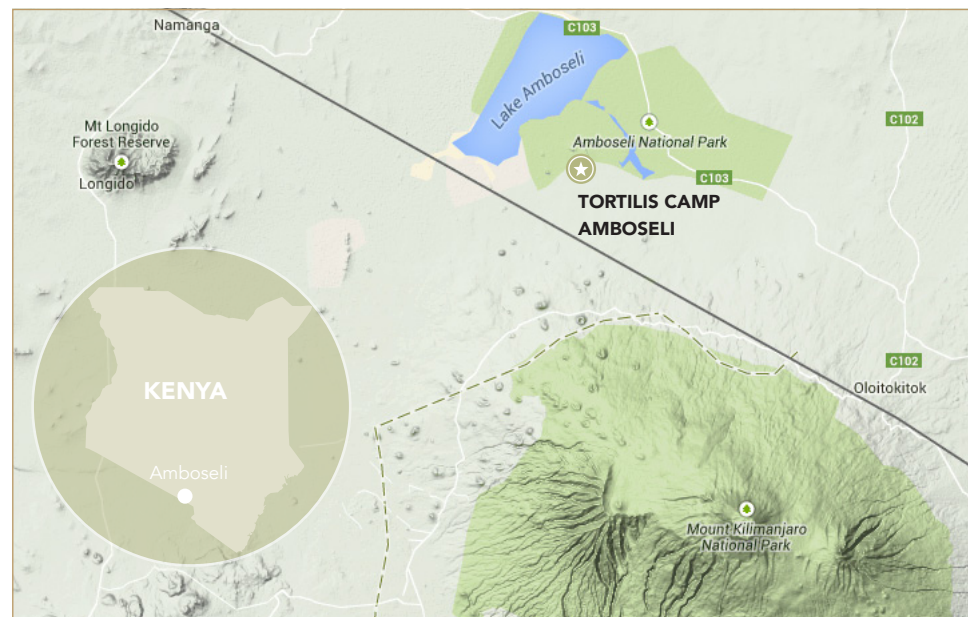 Namanga
C103
Lake Amboseli
C102
Mt Longido
Forest Reserve
Amboseli National Park
Longido
C103
TORTILIS CAMP
AMBOSELI
C102
KENYA
Oloitokitok
Amboseli
Mount Kilimanjaro
National Park